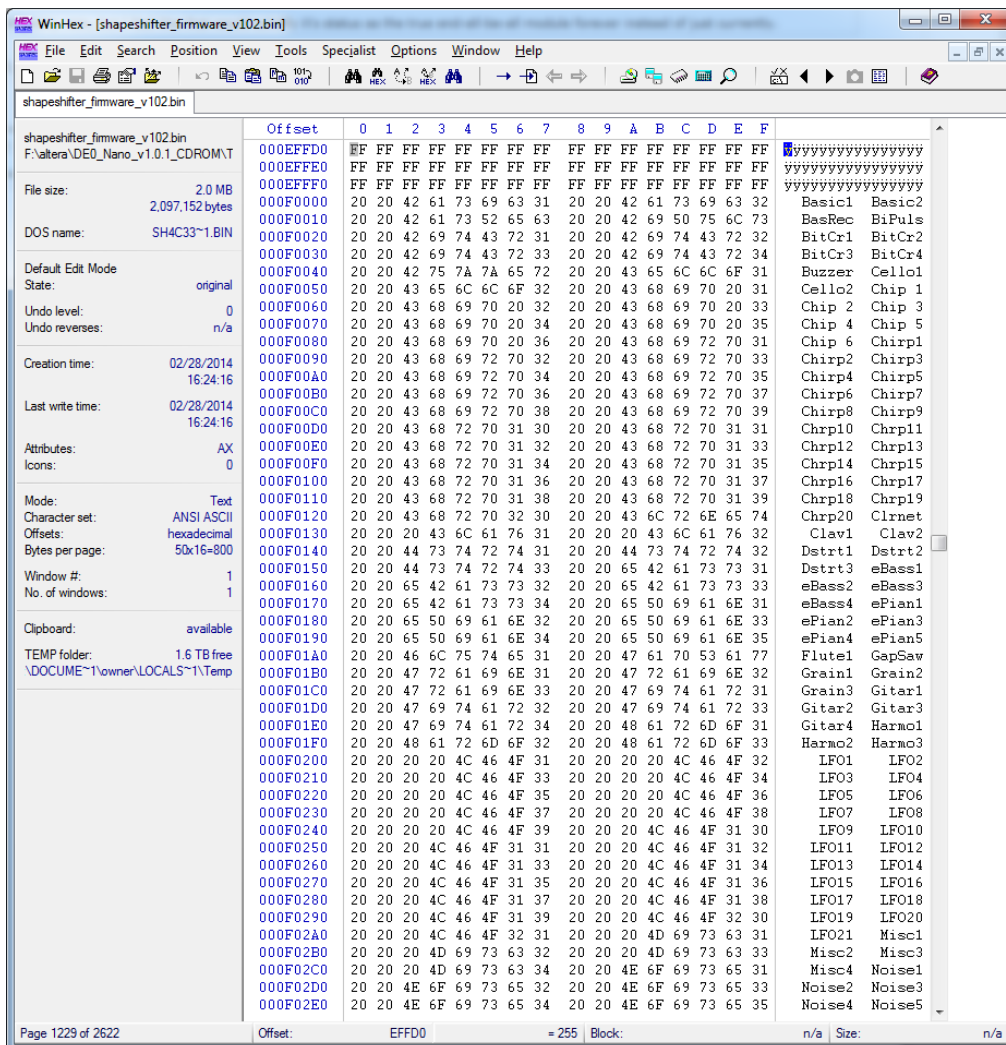 WinHex - [shapeshifter_firmware_v102.bin]
File Edit Search Position View Tools Specialist Options Window Help
shapeshifter_firmware_v102.bin
shapeshifter_firmware_v102.bin
F:\altera\DE0_Nano_v1.0.1_CDROM\T
File size: 2.0 MB
2,097,152 bytes
DOS name: SH4C33~1.BIN
Default Edit Mode
State: original
Undo level: 0
Undo reverses: n/a
Creation time: 02/28/2014
16:24:16
Last write time: 02/28/2014
16:24:16
Attributes: AX
Icons: 0
Mode: Text
Character set: ANSI ASCII
Offsets: hexadecimal
Bytes per page: 50x16=800
Window #: 1
No. of windows: 1
Clipboard: available
TEMP folder: 1.6 TB free
\DOCUME~1\owner\LOCALS~1\Temp
Offset 0 1 2 3 4 5 6 7 8 9 A B C D E F
000EFFD0 FF FF FF FF FF FF FF FF FF FF FF FF FF FF FF FF ÿÿÿÿÿÿÿÿÿÿÿÿÿÿÿÿ
000EFFE0 FF FF FF FF FF FF FF FF FF FF FF FF FF FF FF FF ÿÿÿÿÿÿÿÿÿÿÿÿÿÿÿÿ
000EFFF0 FF FF FF FF FF FF FF FF FF FF FF FF FF FF FF FF ÿÿÿÿÿÿÿÿÿÿÿÿÿÿÿÿ
000F0000 20 20 42 61 73 69 63 31 20 20 42 61 73 69 63 32 Basic1 Basic2
000F0010 20 20 42 61 73 52 65 63 20 20 42 69 50 75 6C 73 BasRec BiPuls
000F0020 20 20 42 69 74 43 72 31 20 20 42 69 74 43 72 32 BitCr1 BitCr2
000F0030 20 20 42 69 74 43 72 33 20 20 42 69 74 43 72 34 BitCr3 BitCr4
000F0040 20 20 42 75 7A 7A 65 72 20 20 43 65 6C 6C 6F 31 Buzzer Cello1
000F0050 20 20 43 65 6C 6C 6F 32 20 20 43 68 69 70 20 31 Cello2 Chip 1
000F0060 20 20 43 68 69 70 20 32 20 20 43 68 69 70 20 33 Chip 2 Chip 3
000F0070 20 20 43 68 69 70 20 34 20 20 43 68 69 70 20 35 Chip 4 Chip 5
000F0080 20 20 43 68 69 70 20 36 20 20 43 68 69 72 70 31 Chip 6 Chirp1
000F0090 20 20 43 68 69 72 70 32 20 20 43 68 69 72 70 33 Chirp2 Chirp3
000F00A0 20 20 43 68 69 72 70 34 20 20 43 68 69 72 70 35 Chirp4 Chirp5
000F00B0 20 20 43 68 69 72 70 36 20 20 43 68 69 72 70 37 Chirp6 Chirp7
000F00C0 20 20 43 68 69 72 70 38 20 20 43 68 69 72 70 39 Chirp8 Chirp9
000F00D0 20 20 43 68 72 70 31 30 20 20 43 68 72 70 31 31 Chrp10 Chrp11
000F00E0 20 20 43 68 72 70 31 32 20 20 43 68 72 70 31 33 Chrp12 Chrp13
000F00F0 20 20 43 68 72 70 31 34 20 20 43 68 72 70 31 35 Chrp14 Chrp15
000F0100 20 20 43 68 72 70 31 36 20 20 43 68 72 70 31 37 Chrp16 Chrp17
000F0110 20 20 43 68 72 70 31 38 20 20 43 68 72 70 31 39 Chrp18 Chrp19
000F0120 20 20 43 68 72 70 32 30 20 20 43 6C 72 6E 65 74 Chrp20 Clrnet
000F0130 20 20 20 43 6C 61 76 31 20 20 20 43 6C 61 76 32 Clav1 Clav2
000F0140 20 20 44 73 74 72 74 31 20 20 44 73 74 72 74 32 Dstrt1 Dstrt2
000F0150 20 20 44 73 74 72 74 33 20 20 65 42 61 73 73 31 Dstrt3 eBass1
000F0160 20 20 65 42 61 73 73 32 20 20 65 42 61 73 73 33 eBass2 eBass3
000F0170 20 20 65 42 61 73 73 34 20 20 65 50 69 61 6E 31 eBass4 ePian1
000F0180 20 20 65 50 69 61 6E 32 20 20 65 50 69 61 6E 33 ePian2 ePian3
000F0190 20 20 65 50 69 61 6E 34 20 20 65 50 69 61 6E 35 ePian4 ePian5
000F01A0 20 20 46 6C 75 74 65 31 20 20 47 61 70 53 61 77 Flute1 GapSaw
000F01B0 20 20 47 72 61 69 6E 31 20 20 47 72 61 69 6E 32 Grain1 Grain2
000F01C0 20 20 47 72 61 69 6E 33 20 20 47 69 74 61 72 31 Grain3 Gitar1
000F01D0 20 20 47 69 74 61 72 32 20 20 47 69 74 61 72 33 Gitar2 Gitar3
000F01E0 20 20 47 69 74 61 72 34 20 20 48 61 72 6D 6F 31 Gitar4 Harmo1
000F01F0 20 20 48 61 72 6D 6F 32 20 20 48 61 72 6D 6F 33 Harmo2 Harmo3
000F0200 20 20 20 20 4C 46 4F 31 20 20 20 20 4C 46 4F 32 LFO1 LFO2
000F0210 20 20 20 20 4C 46 4F 33 20 20 20 20 4C 46 4F 34 LFO3 LFO4
000F0220 20 20 20 20 4C 46 4F 35 20 20 20 20 4C 46 4F 36 LFO5 LFO6
000F0230 20 20 20 20 4C 46 4F 37 20 20 20 20 4C 46 4F 38 LFO7 LFO8
000F0240 20 20 20 20 4C 46 4F 39 20 20 20 4C 46 4F 31 30 LFO9 LFO10
000F0250 20 20 20 4C 46 4F 31 31 20 20 20 4C 46 4F 31 32 LFO11 LFO12
000F0260 20 20 20 4C 46 4F 31 33 20 20 20 4C 46 4F 31 34 LFO13 LFO14
000F0270 20 20 20 4C 46 4F 31 35 20 20 20 4C 46 4F 31 36 LFO15 LFO16
000F0280 20 20 20 4C 46 4F 31 37 20 20 20 4C 46 4F 31 38 LFO17 LFO18
000F0290 20 20 20 4C 46 4F 31 39 20 20 20 4C 46 4F 32 30 LFO19 LFO20
000F02A0 20 20 20 4C 46 4F 32 31 20 20 20 4D 69 73 63 31 LFO21 Misc1
000F02B0 20 20 20 4D 69 73 63 32 20 20 20 4D 69 73 63 33 Misc2 Misc3
000F02C0 20 20 20 4D 69 73 63 34 20 20 4E 6F 69 73 65 31 Misc4 Noise1
000F02D0 20 20 4E 6F 69 73 65 32 20 20 4E 6F 69 73 65 33 Noise2 Noise3
000F02E0 20 20 4E 6F 69 73 65 34 20 20 4E 6F 69 73 65 35 Noise4 Noise5
Page 1229 of 2622 Offset: EFFD0 = 255 Block: n/a Size: n/a